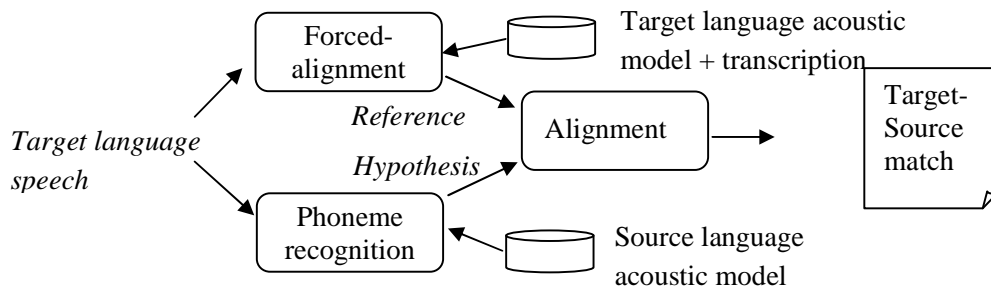 Forced-
alignment
Target language acoustic
model + transcription
Reference
Target language
speech
Hypothesis
Alignment
Target-
Source
match
Phoneme
recognition
Source language
acoustic model